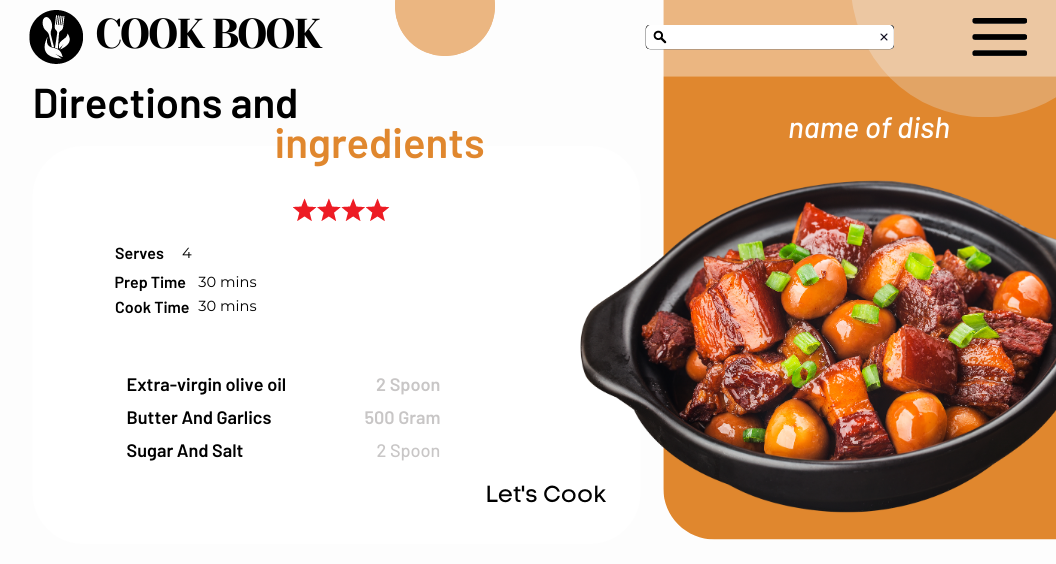 COOK BOOK
Directions and
ingredients
name of dish
Serves 4
Prep Time 30 mins
Cook Time 30 mins
Extra-virgin olive oil 2 Spoon
Butter And Garlics 500 Gram
Sugar And Salt 2 Spoon
Let's Cook